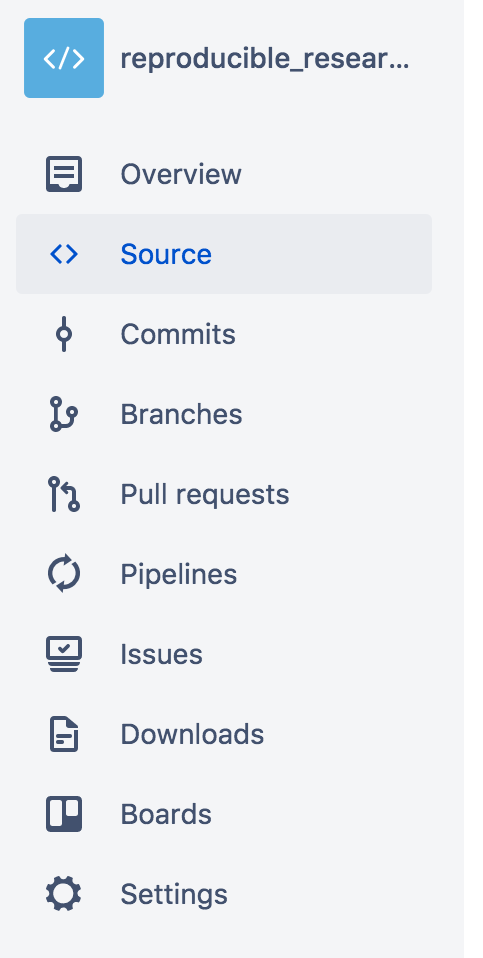 reproducible_resear...
Overview
Source
Commits
Branches
Pull requests
Pipelines
Issues
Downloads
Boards
Settings